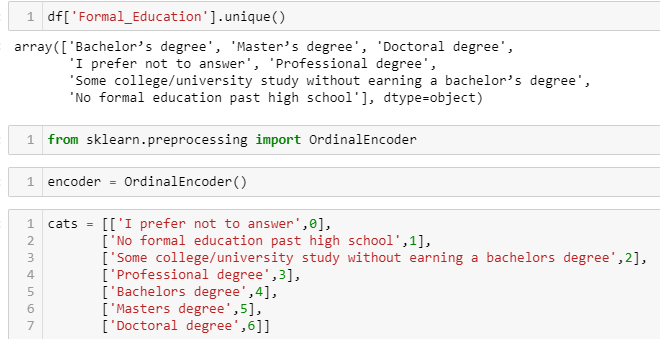 1 df['Formal_Education'].unique()
array(['Bachelor’s degree', 'Master’s degree', 'Doctoral degree',
'I prefer not to answer', 'Professional degree',
'Some college/university study without earning a bachelor’s degree',
'No formal education past high school'], dtype=object)
1 from sklearn.preprocessing import OrdinalEncoder
1 encoder = OrdinalEncoder()
1 cats = [['I prefer not to answer',0],
2 ['No formal education past high school',1],
3 ['Some college/university study without earning a bachelors degree',2],
4 ['Professional degree',3],
5 ['Bachelors degree',4],
6 ['Masters degree',5],
7 ['Doctoral degree',6]]